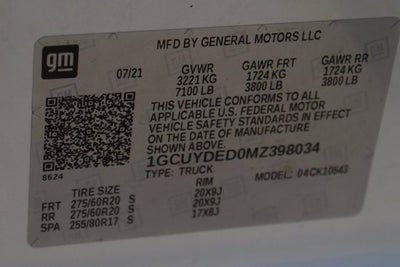 gm
MFD BY GENERAL MOTORS LLC
07/21 GVWR GAWR FRT GAWR RR
3221 KG 1724 KG 1724 KG
7100 LB 3800 LB 3800 LB
THIS VEHICLE CONFORMS TO ALL
APPLICABLE U.S. FEDERAL MOTOR
VEHICLE SAFETY STANDARDS IN EFFECT
ON THE DATE OF MANUFACTURE
SHOWN ABOVE.
1GCUYDED0MZ398034
8624
TYPE: TRUCK MODEL: 04CK10543
TIRE SIZE RIM
FRT 275/60R20 S 20X9J
RR 275/60R20 S 20X9J
SPA 255/80R17 S 17X8J